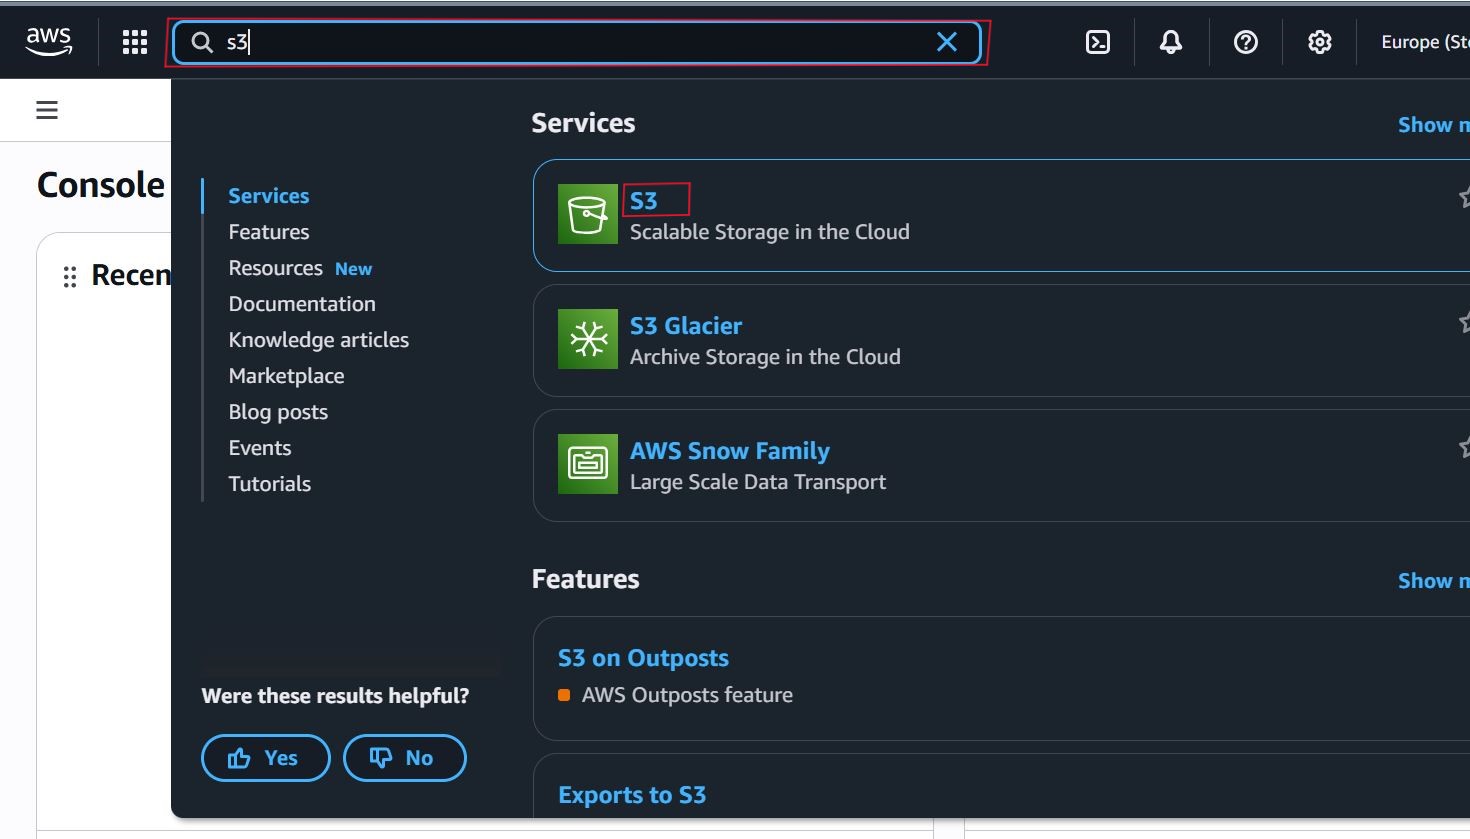 aws
s3
Europe (Sto
Services
Show m
Console
Services
Features
Resources New
Documentation
Knowledge articles
Marketplace
Blog posts
Events
Tutorials
Recen
S3
Scalable Storage in the Cloud
S3 Glacier
Archive Storage in the Cloud
AWS Snow Family
Large Scale Data Transport
Features
Show m
S3 on Outposts
AWS Outposts feature
Exports to S3
Were these results helpful?
Yes
No